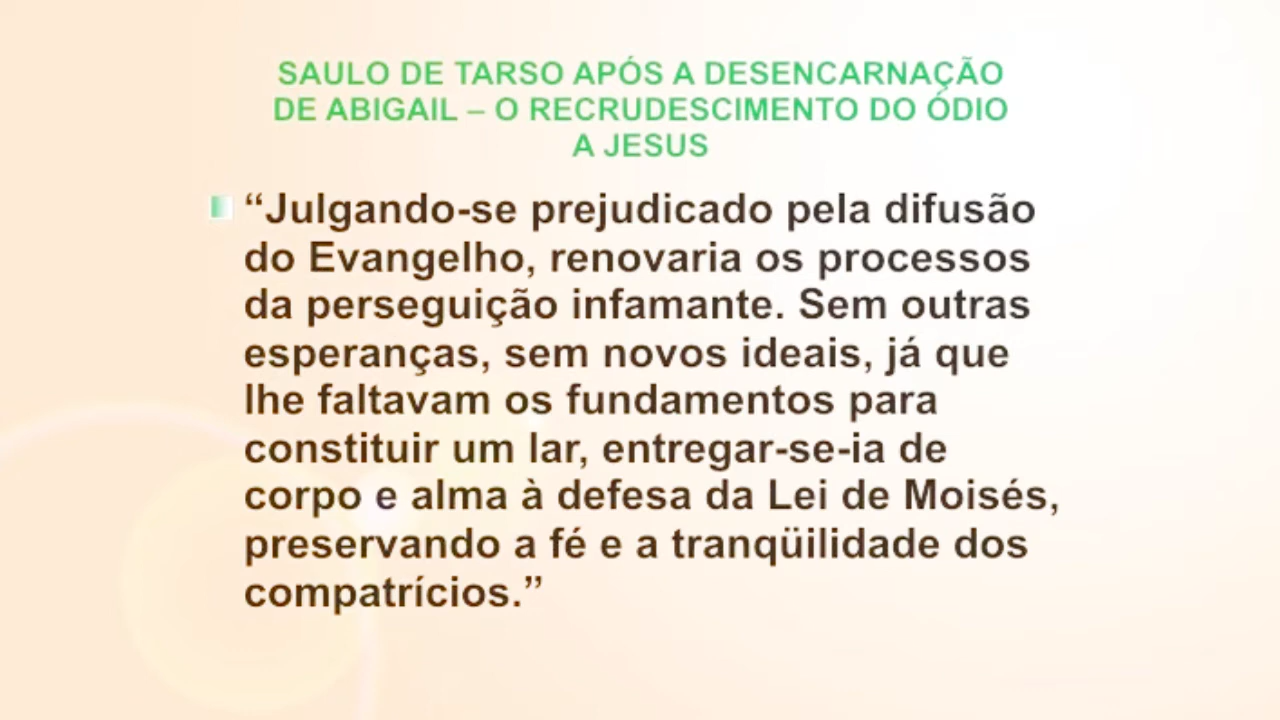 SAULO DE TARSO APÓS A DESENCARNAÇÃO
DE ABIGAIL – O RECRUDESCIMENTO DO ÓDIO
A JESUS
“Julgando-se prejudicado pela difusão
do Evangelho, renovaria os processos
da perseguição infamante. Sem outras
esperanças, sem novos ideais, já que
lhe faltavam os fundamentos para
constituir um lar, entregar-se-ia de
corpo e alma à defesa da Lei de Moisés,
preservando a fé e a tranqüilidade dos
compatrícios.”